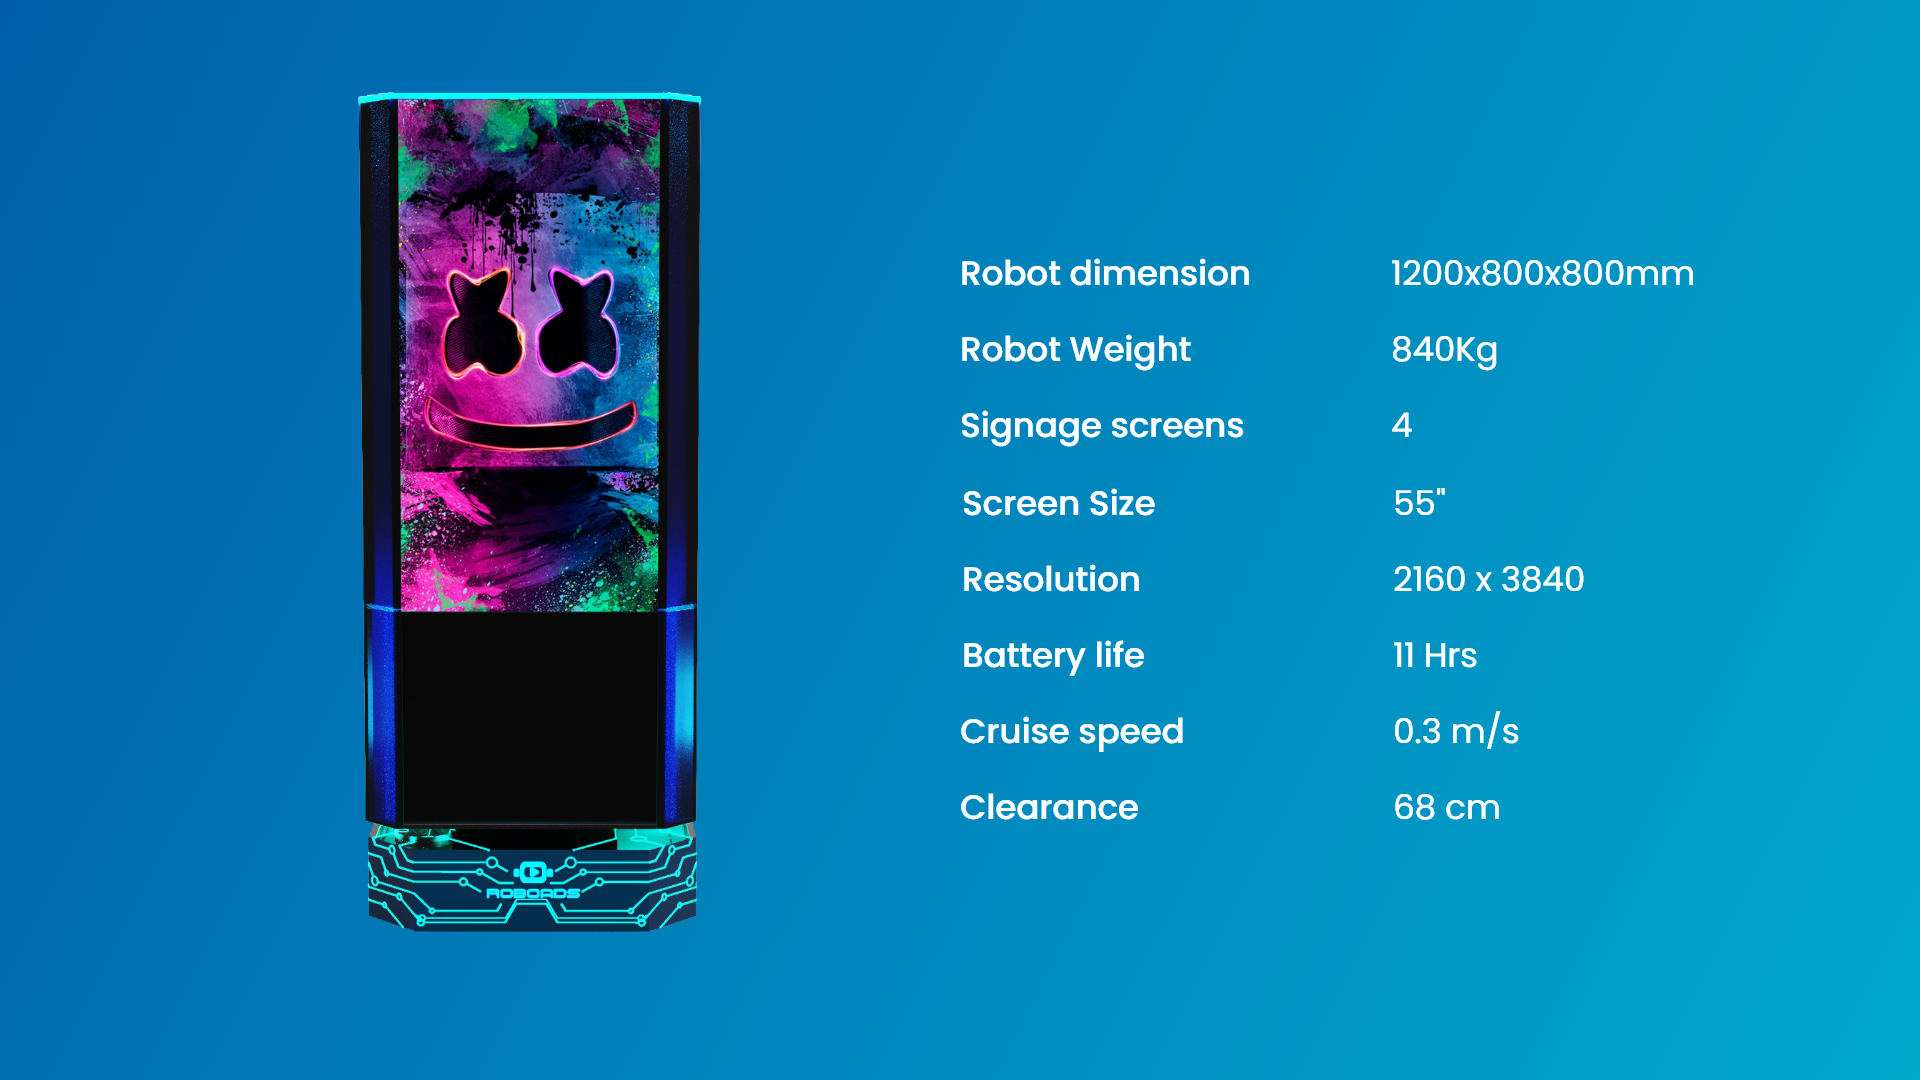 Robot dimension 1200x800x800mm
Robot Weight 840Kg
Signage screens 4
Screen Size 55"
Resolution 2160 x 3840
Battery life 11 Hrs
Cruise speed 0.3 m/s
Clearance 68 cm
ROBOADS